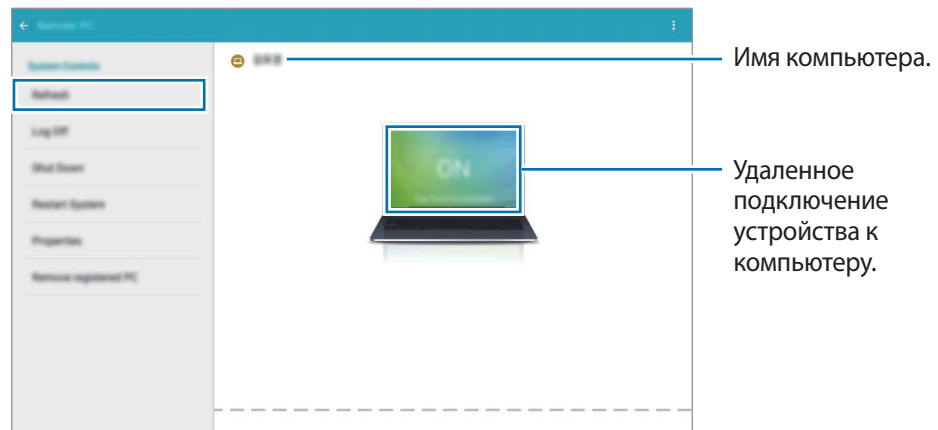 Remote PC
System Controls
Имя компьютера.
Refresh
Log Off
Shut Down
ON
Удаленное
подключение
устройства к
компьютеру.
Restart System
Properties
Remove registered PC